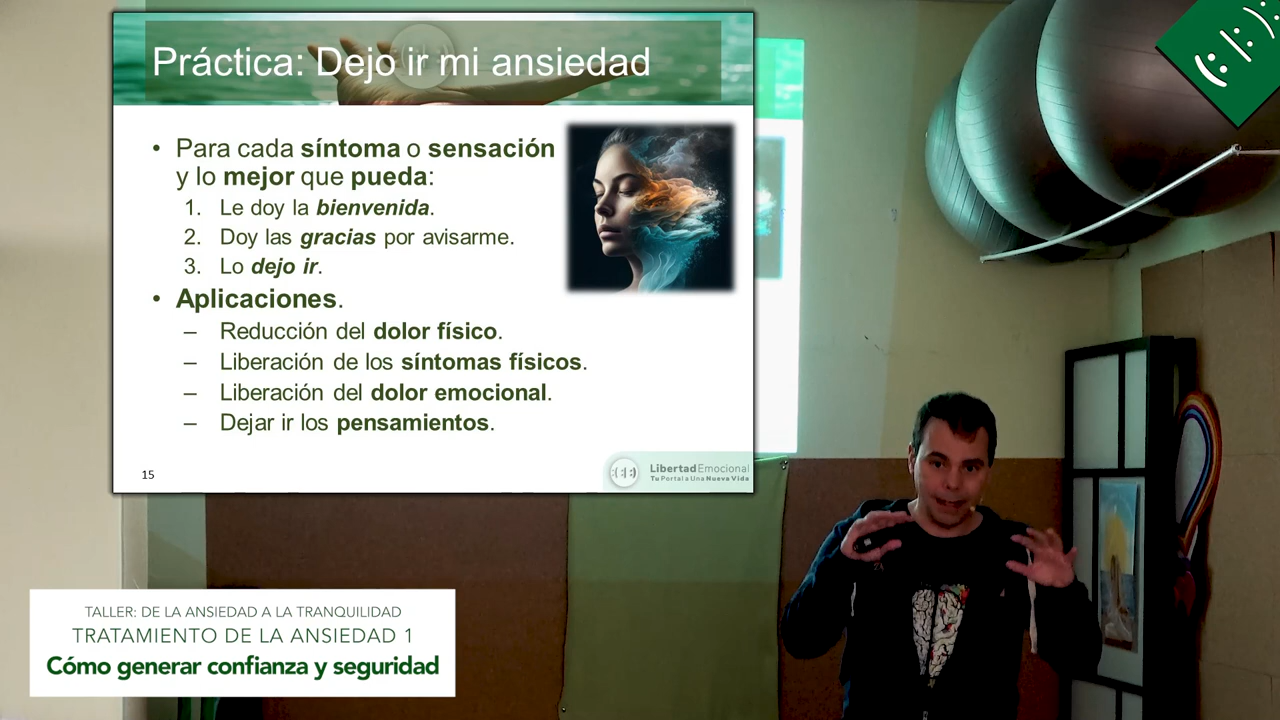 Práctica: Dejo ir mi ansiedad
• Para cada síntoma o sensación
y lo mejor que pueda:
1. Le doy la bienvenida.
2. Doy las gracias por avisarme.
3. Lo dejo ir.
• Aplicaciones.
– Reducción del dolor físico.
– Liberación de los síntomas físicos.
– Liberación del dolor emocional.
– Dejar ir los pensamientos.
15
LibertadEmocional
Tu Portal a Una Nueva Vida
TALLER: DE LA ANSIEDAD A LA TRANQUILIDAD
TRATAMIENTO DE LA ANSIEDAD 1
Cómo generar confianza y seguridad